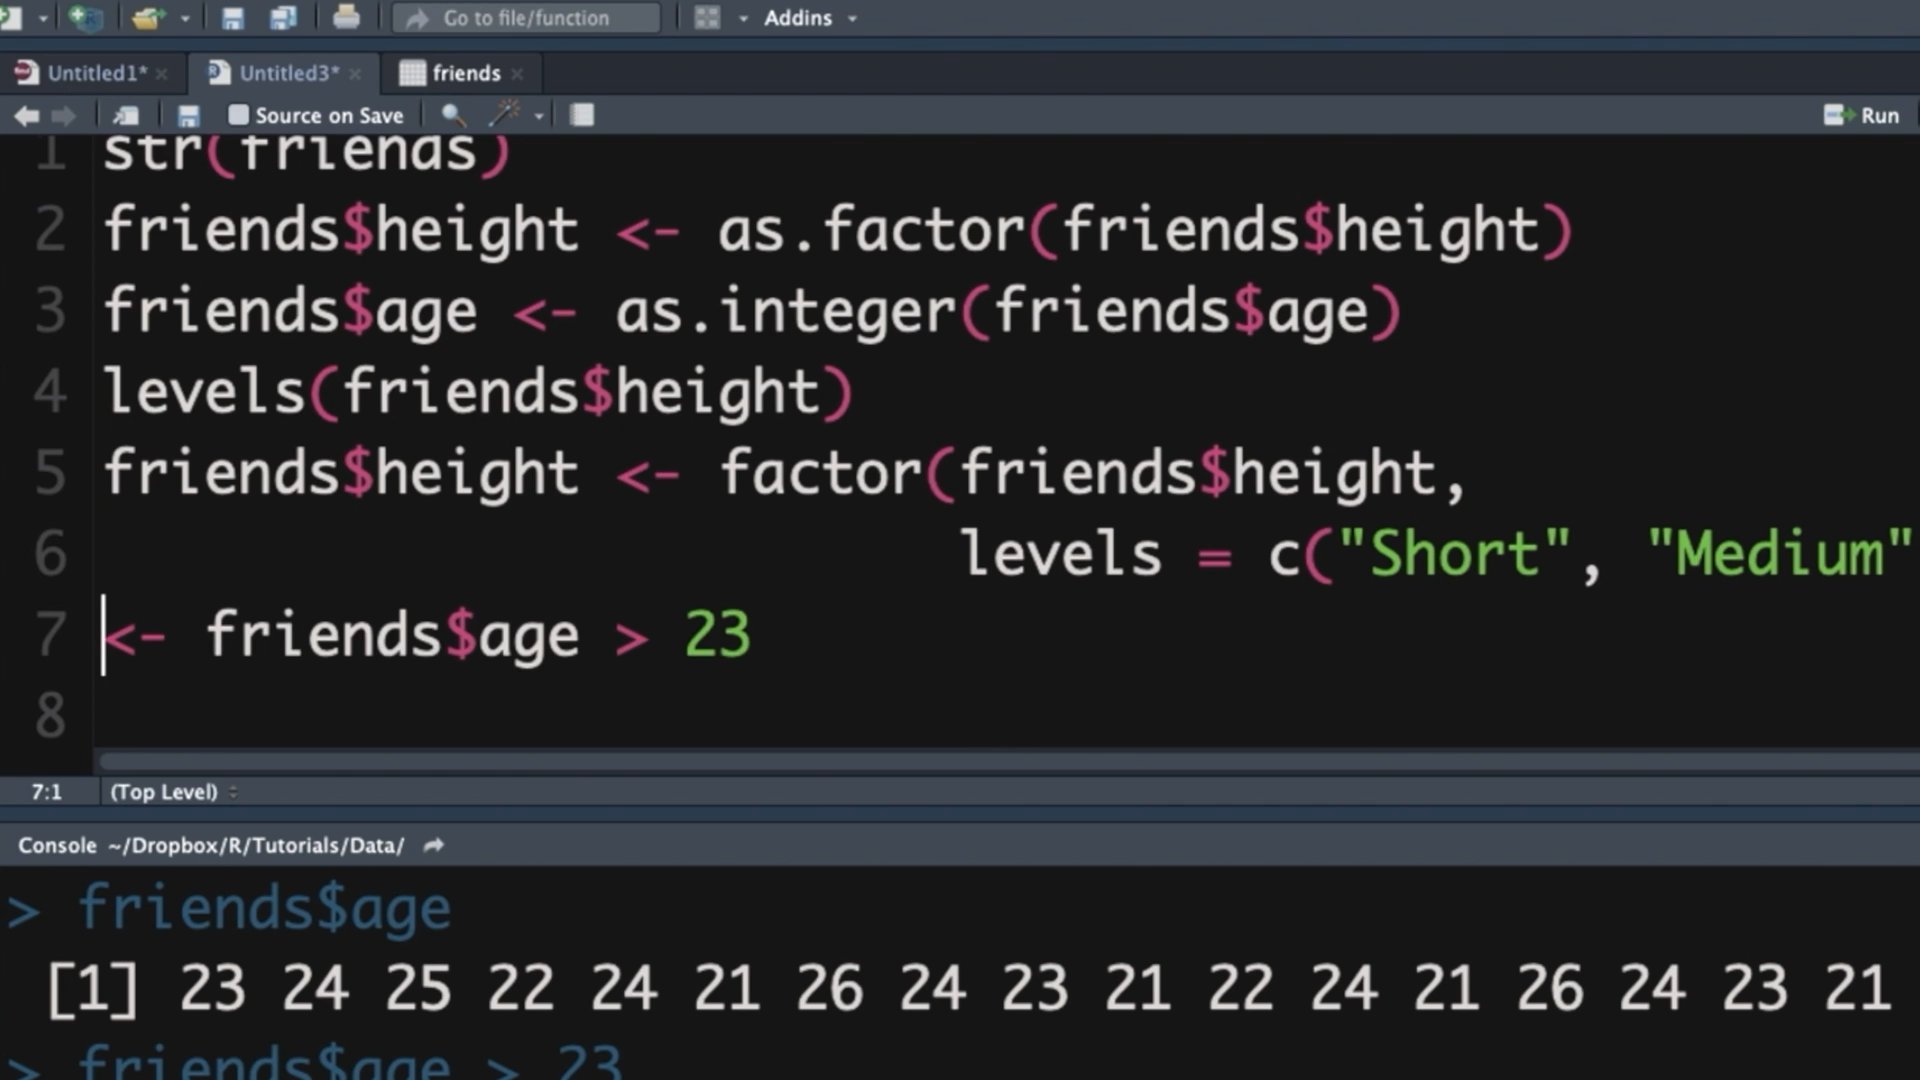 Go to file/function Addins
Untitled1* Untitled3* friends
Source on Save Run
1 str(friends)
2 friends$height <- as.factor(friends$height)
3 friends$age <- as.integer(friends$age)
4 levels(friends$height)
5 friends$height <- factor(friends$height,
6 levels = c("Short", "Medium"
7 <- friends$age > 23
8
7:1 (Top Level)
Console ~/Dropbox/R/Tutorials/Data/
> friends$age
[1] 23 24 25 22 24 21 26 24 23 21 22 24 21 26 24 23 21
> friends$age > 23